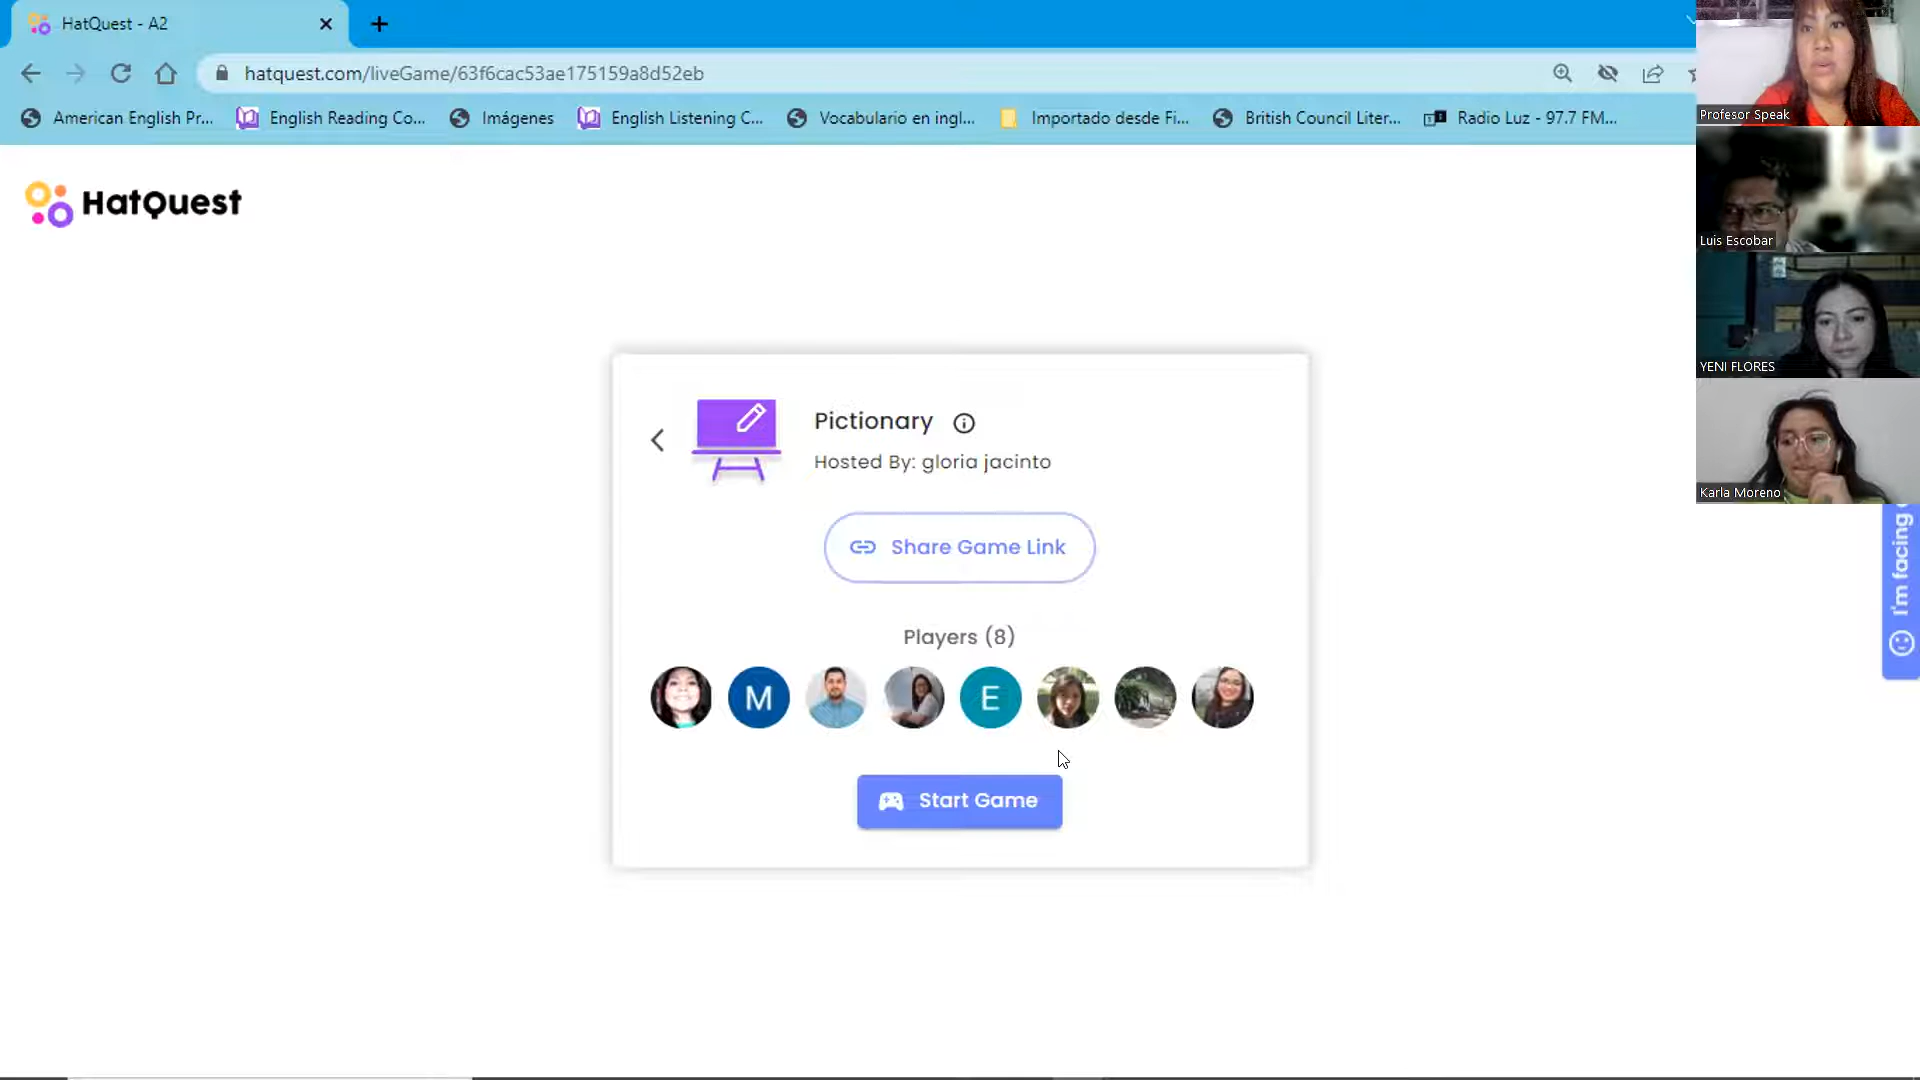 HatQuest - A2
hatquest.com/liveGame/63f6cac53ae175159a8d52eb
American English Pr...
English Reading Co...
Imágenes
English Listening C...
Vocabulario en ingl...
Importado desde Fi...
British Council Liter...
Radio Luz - 97.7 FM...
Profesor Speak
HatQuest
Luis Escobar
YENI FLORES
Pictionary
Hosted By: gloria jacinto
Karla Moreno
Share Game Link
I'm facing
Players (8)
M
E
Start Game